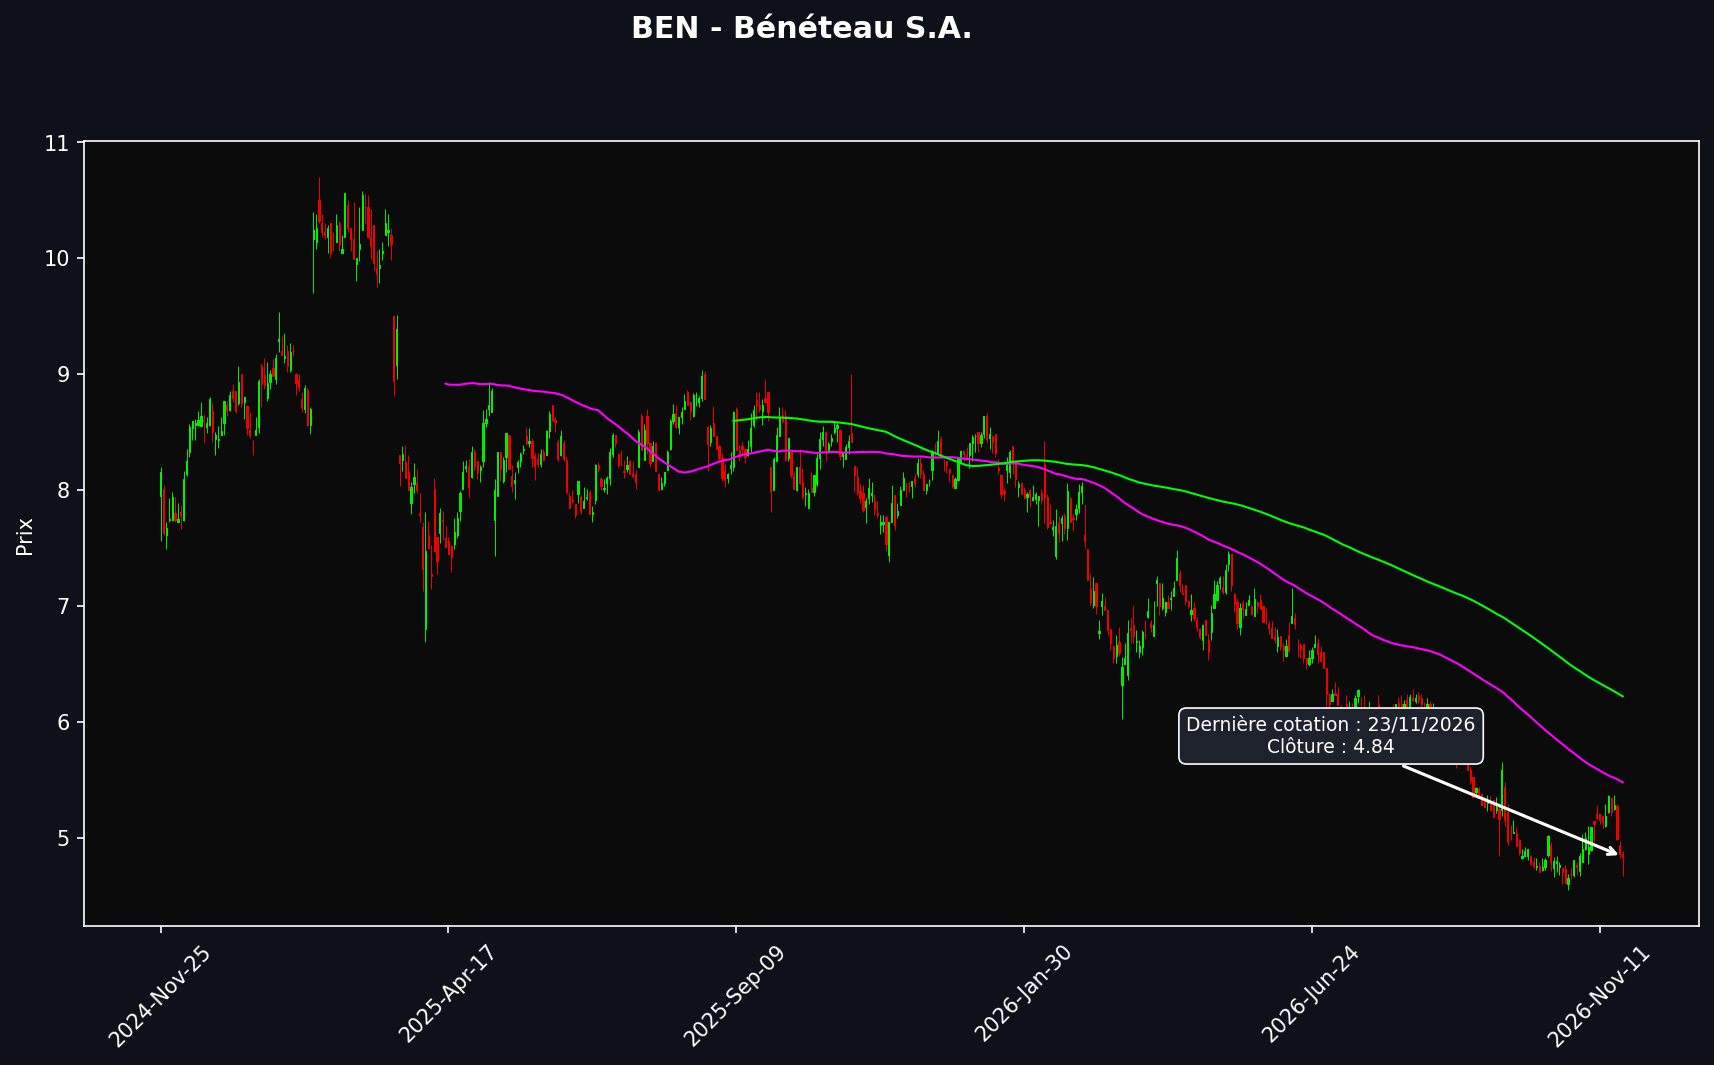 BEN - Bénéteau S.A.
Prix
11
10
9
8
7
6
5
Dernière cotation : 23/11/2026
Clôture : 4.84
2024-Nov-25
2025-Apr-17
2025-Sep-09
2026-Jan-30
2026-Jun-24
2026-Nov-11